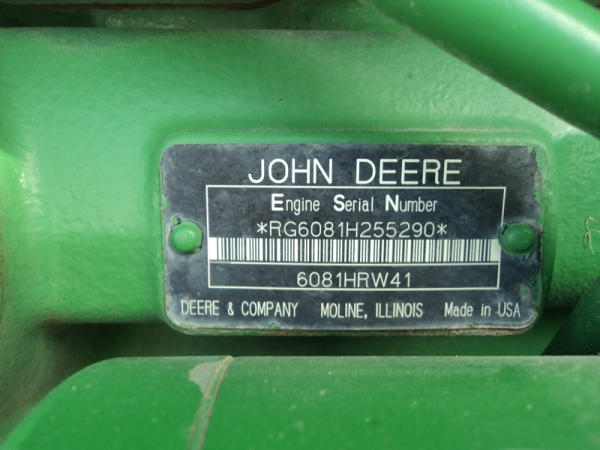 JOHN DEERE
Engine Serial Number
*RG6081H255290*
6081HRW41
DEERE & COMPANY MOLINE, ILLINOIS Made in USA